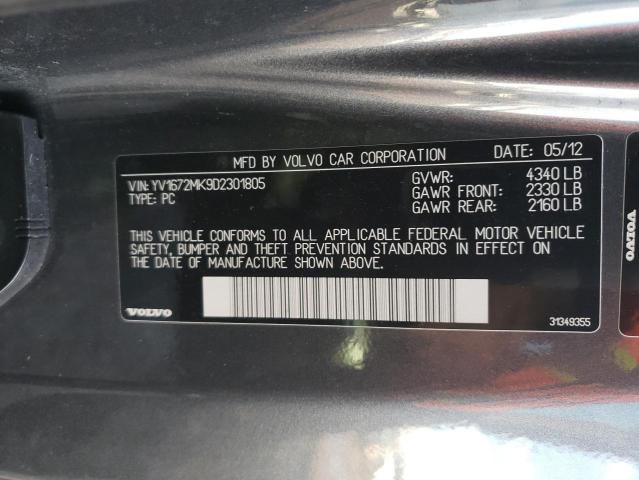 MFD BY VOLVO CAR CORPORATION DATE: 05/12
VIN: YV1672MK9D2301805 GVWR: 4340 LB
TYPE: PC GAWR FRONT: 2330 LB
GAWR REAR: 2160 LB
THIS VEHICLE CONFORMS TO ALL APPLICABLE FEDERAL MOTOR VEHICLE
SAFETY, BUMPER AND THEFT PREVENTION STANDARDS IN EFFECT ON
THE DATE OF MANUFACTURE SHOWN ABOVE.
VOLVO 31349355
VOLVO